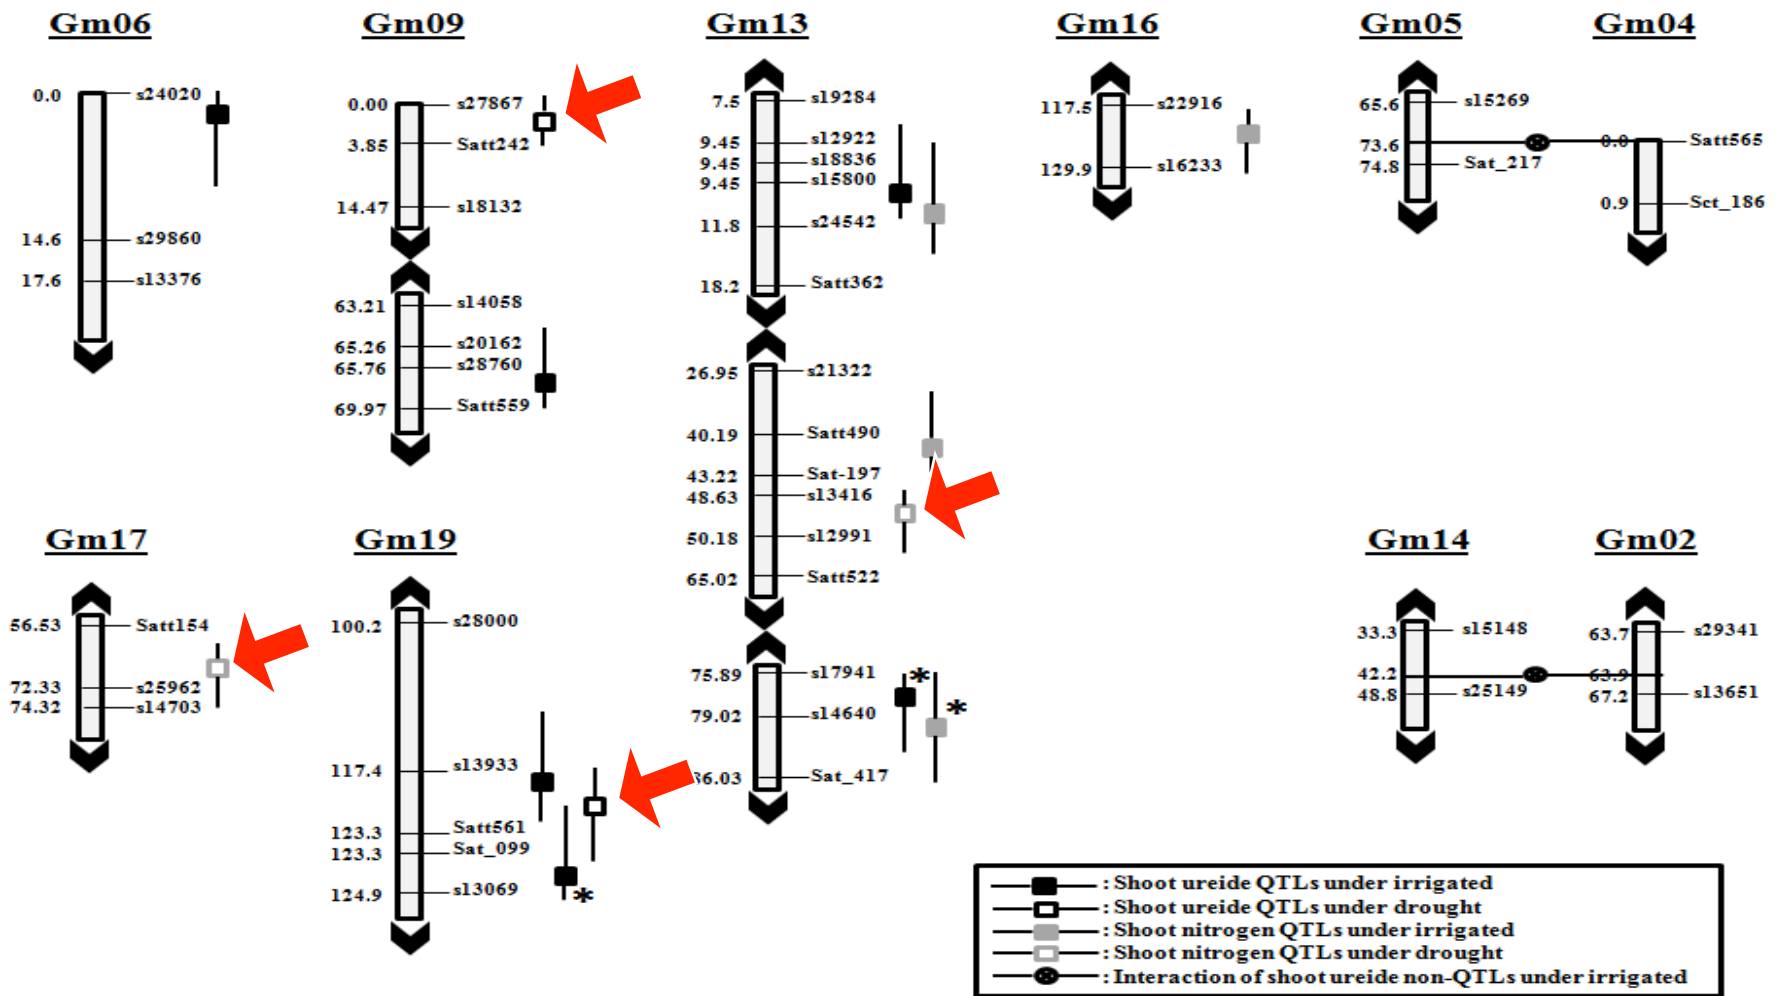 Gm06
0.0 s24020
14.6 s29860
17.6 s13376
Gm09
0.00 s27867
3.85 Satt242
14.47 s18132
63.21 s14058
65.26 s20162
65.76 s28760
69.97 Satt559
Gm13
7.5 s19284
9.45 s12922
9.45 s18836
9.45 s15800
11.8 s24542
18.2 Satt362
26.95 s21322
40.19 Satt490
43.22 Sat-197
48.63 s13416
50.18 s12991
65.02 Satt522
75.89 s17941 *
79.02 s14640 *
86.03 Sat_417
Gm16
117.5 s22916
129.9 s16233
Gm05
65.6 s15269
73.6
74.8 Sat_217
Gm04
0.0 Satt565
0.9 Sct_186
Gm17
56.53 Satt154
72.33 s25962
74.32 s14703
Gm19
100.2 s28000
117.4 s13933
123.3 Satt561
123.3 Sat_099
124.9 s13069 *
Gm14
33.3 s15148
42.2
48.8 s25149
Gm02
63.7 s29341
63.9
67.2 s13651
: Shoot ureide QTLs under irrigated
: Shoot ureide QTLs under drought
: Shoot nitrogen QTLs under irrigated
: Shoot nitrogen QTLs under drought
: Interaction of shoot ureide non-QTLs under irrigated